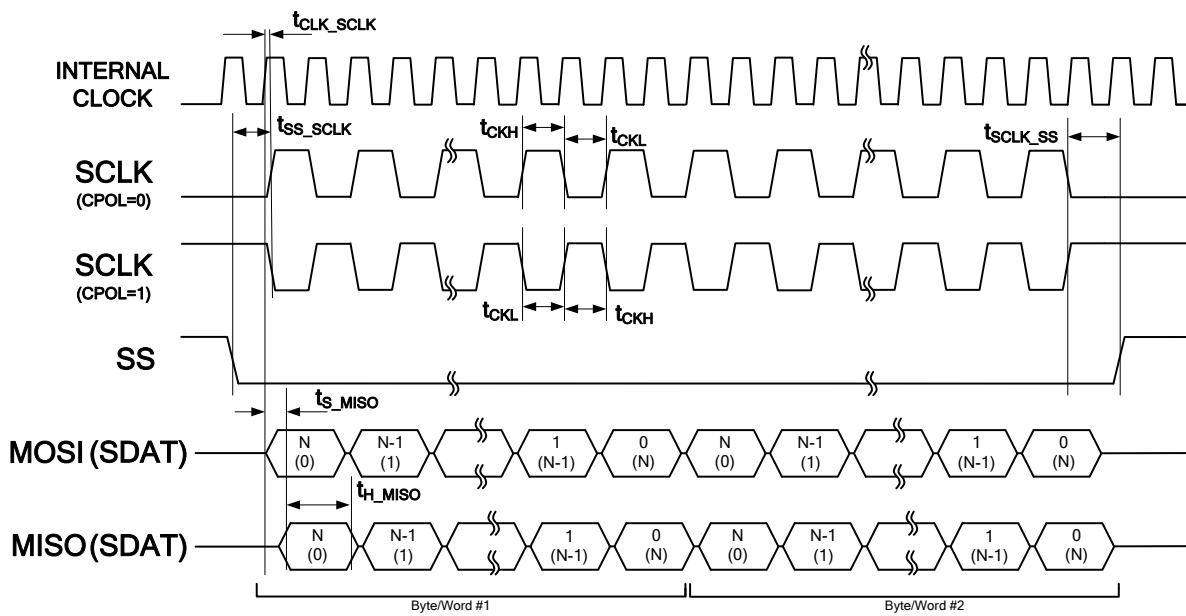 tCLK_SCLK
INTERNAL
CLOCK
tSS_SCLK
tCKH
tCKL
tSCLK_SS
SCLK
(CPOL=0)
SCLK
(CPOL=1)
tCKL
tCKH
SS
tS_MISO
MOSI (SDAT)
N
(0)
N-1
(1)
1
(N-1)
0
(N)
N
(0)
N-1
(1)
1
(N-1)
0
(N)
tH_MISO
MISO (SDAT)
N
(0)
N-1
(1)
1
(N-1)
0
(N)
N
(0)
N-1
(1)
1
(N-1)
0
(N)
Byte/Word #1
Byte/Word #2